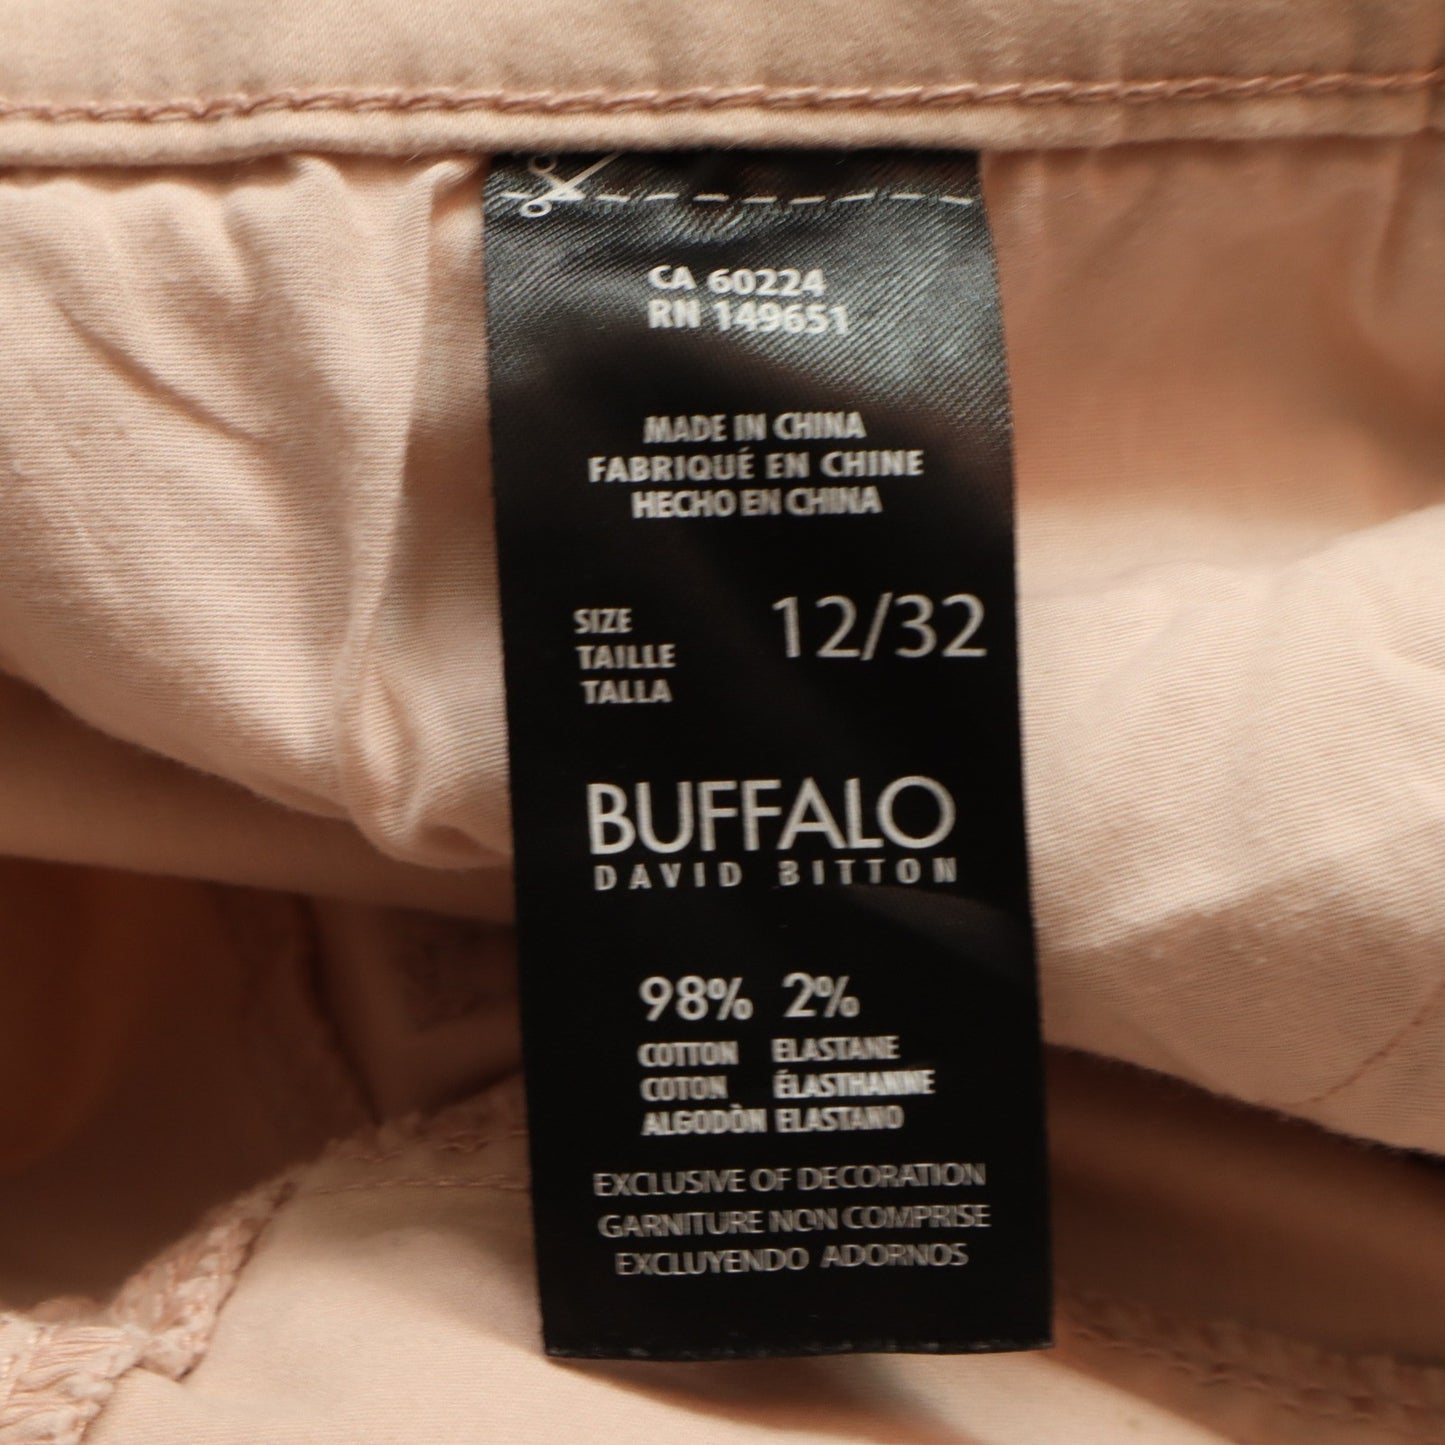 CA 60224
RN 149651
MADE IN CHINA
FABRIQUÉ EN CHINE
HECHO EN CHINA
SIZE 12/32
TAILLE
TALLA
BUFFALO
DAVID BITTON
98% 2%
COTTON ELASTANE
COTON ÉLASTHANNE
ALGODÒN ELASTANO
EXCLUSIVE OF DECORATION
GARNITURE NON COMPRISE
EXCLUYENDO ADORNOS